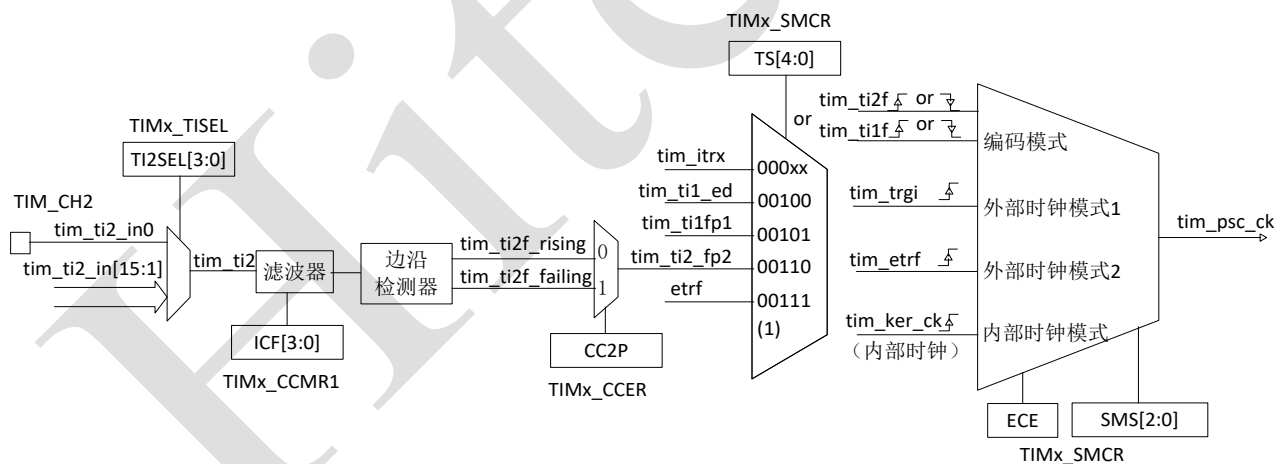 TIMx_SMCR
TS[4:0]
or
TIMx_TISEL
TI2SEL[3:0]
TIM_CH2
tim_ti2_in0
tim_ti2_in[15:1]
tim_ti2
滤波器
ICF[3:0]
TIMx_CCMR1
边沿
检测器
tim_ti2f_rising
tim_ti2f_failing
0
1
CC2P
TIMx_CCER
tim_itrx 000xx
tim_ti1_ed 00100
tim_ti1fp1 00101
tim_ti2_fp2 00110
etrf 00111
(1)
tim_ti2f or
tim_ti1f or
编码模式
tim_trgi
外部时钟模式1
tim_etrf
外部时钟模式2
tim_ker_ck
内部时钟模式
（内部时钟）
tim_psc_ck
ECE
SMS[2:0]
TIMx_SMCR